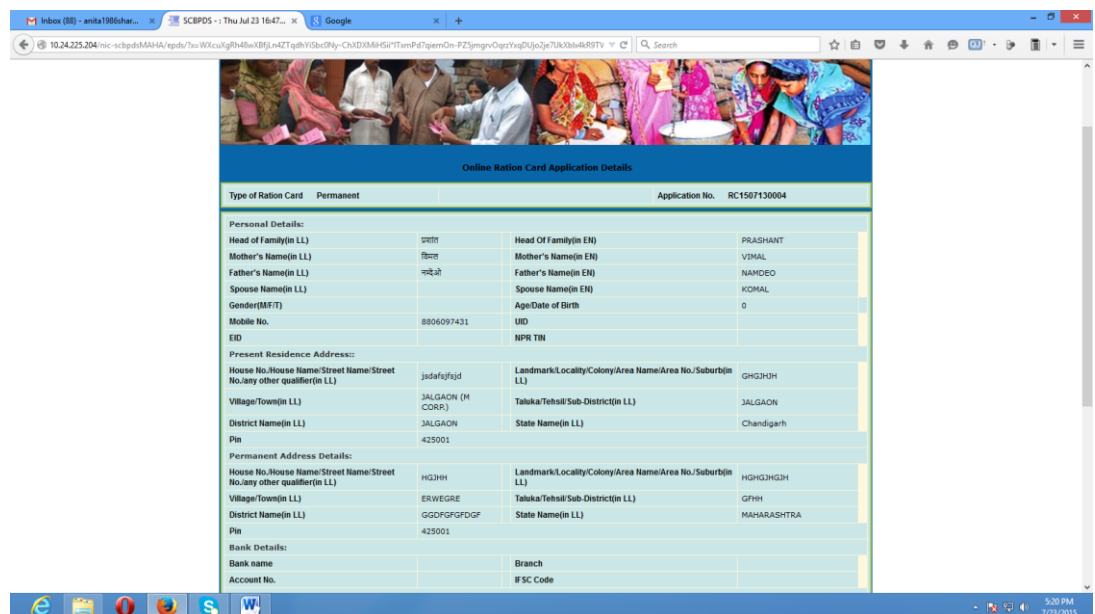 Inbox (88) - anita1986shar... × SCBPDS - : Thu Jul 23 16:47... × Google × +
10.24.225.204/nic-scbpdsMAHA/epds/ Search
Online Ration Card Application Details
Type of Ration Card Permanent Application No. RC1507130004
Personal Details:
Head of Family(in LL) प्रशांत Head Of Family(in EN) PRASHANT
Mother's Name(in LL) विमल Mother's Name(in EN) VIMAL
Father's Name(in LL) नमदेओ Father's Name(in EN) NAMDEO
Spouse Name(in LL) Spouse Name(in EN) KOMAL
Gender(M/F/T) Age/Date of Birth 0
Mobile No. 8806097431 UID
EID NPR TIN
Present Residence Address::
House No./House Name/Street Name/Street Landmark/Locality/Colony/Area Name/Area No./Suburb(in
No./any other qualifier(in LL) jsdafsjfsjd LL) GHGJHJH
Village/Town(in LL) JALGAON (M CORP.) Taluka/Tehsil/Sub-District(in LL) JALGAON
District Name(in LL) JALGAON State Name(in LL) Chandigarh
Pin 425001
Permanent Address Details:
House No./House Name/Street Name/Street Landmark/Locality/Colony/Area Name/Area No./Suburb(in
No./any other qualifier(in LL) HGJHH LL) HGHGJHGJH
Village/Town(in LL) ERWEGRE Taluka/Tehsil/Sub-District(in LL) GFHH
District Name(in LL) GGDFGFGFDGF State Name(in LL) MAHARASHTRA
Pin 425001
Bank Details:
Bank name Branch
Account No. IFSC Code
5:20 PM
7/23/2015